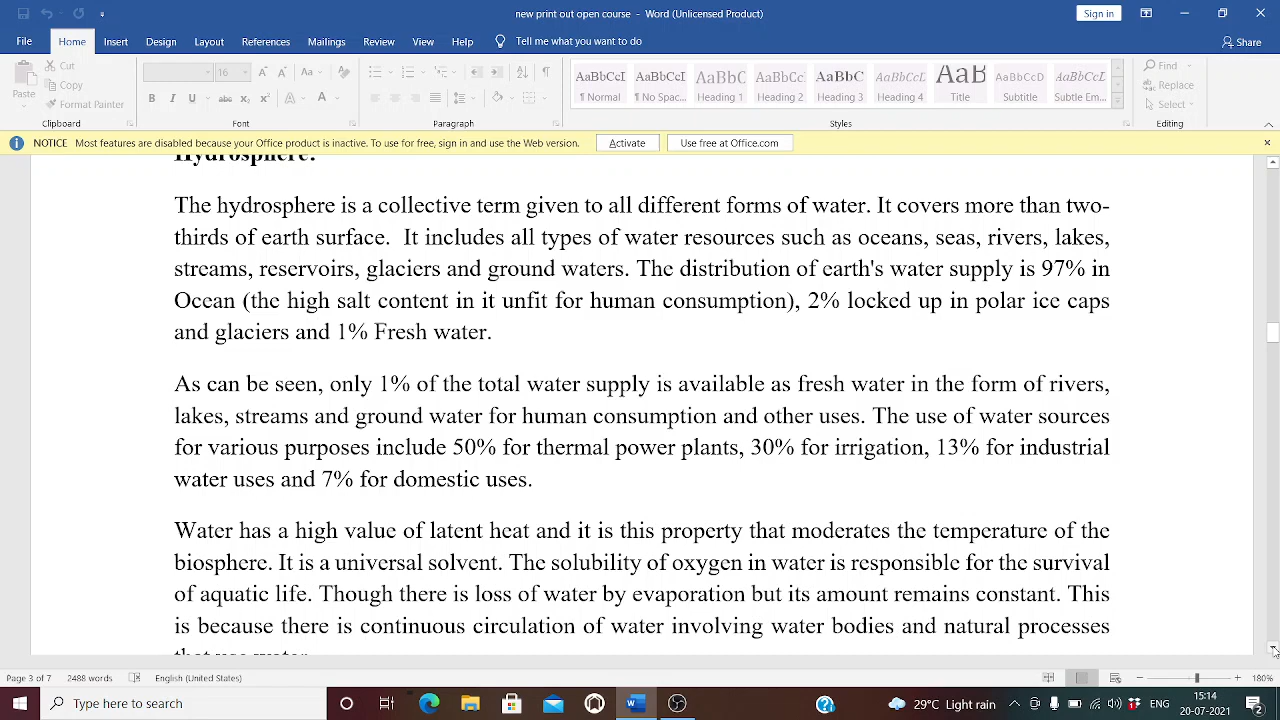 new print out open course - Word (Unlicensed Product)
Sign in
File Home Insert Design Layout References Mailings Review View Help Tell me what you want to do
Share
Paste
Cut
Copy
Format Painter
Clipboard
16
Aa
B I U abc x₂ x² A A
Font
Paragraph
AaBbCcI AaBbCcI AaBbC AaBbCc AaBbC AaBbCcI AaB AaBbCcD AaBbCcI
¶ Normal ¶ No Spac... Heading 1 Heading 2 Heading 3 Heading 4 Title Subtitle Subtle Em...
Styles
Find
Replace
Select
Editing
NOTICE Most features are disabled because your Office product is inactive. To use for free, sign in and use the Web version. Activate Use free at Office.com
Hydrosphere:
The hydrosphere is a collective term given to all different forms of water. It covers more than two-
thirds of earth surface.  It includes all types of water resources such as oceans, seas, rivers, lakes,
streams, reservoirs, glaciers and ground waters. The distribution of earth's water supply is 97% in
Ocean (the high salt content in it unfit for human consumption), 2% locked up in polar ice caps
and glaciers and 1% Fresh water.
As can be seen, only 1% of the total water supply is available as fresh water in the form of rivers,
lakes, streams and ground water for human consumption and other uses. The use of water sources
for various purposes include 50% for thermal power plants, 30% for irrigation, 13% for industrial
water uses and 7% for domestic uses.
Water has a high value of latent heat and it is this property that moderates the temperature of the
biosphere. It is a universal solvent. The solubility of oxygen in water is responsible for the survival
of aquatic life. Though there is loss of water by evaporation but its amount remains constant. This
is because there is continuous circulation of water involving water bodies and natural processes
that use water.
Page 3 of 7 2488 words English (United States) 180%
Type here to search
29°C Light rain
ENG
15:14
20-07-2021
2